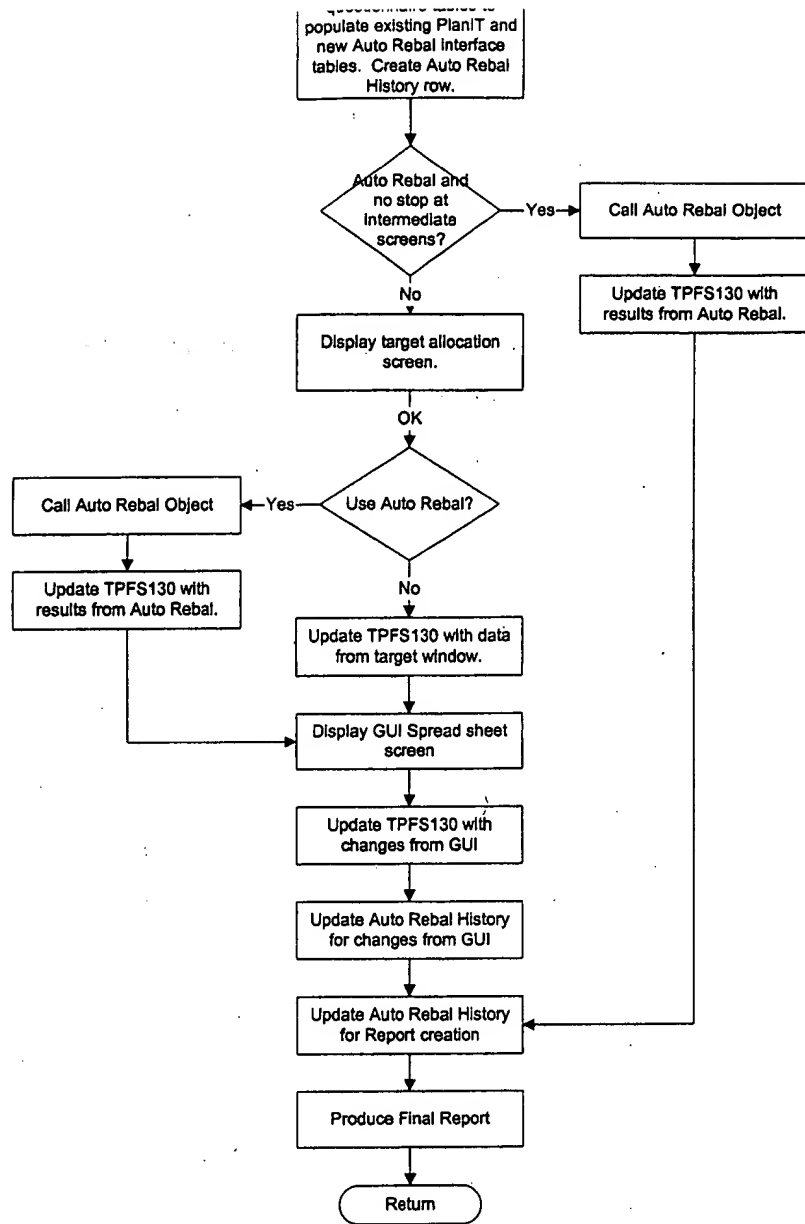 questionnaire tables to
populate existing PlanIT and
new Auto Rebal Interface
tables. Create Auto Rebal
History row.
Auto Rebal and
no stop at
Intermediate
screens?
Yes
Call Auto Rebal Object
No
Update TPFS130 with
results from Auto Rebal.
Display target allocation
screen.
OK
Call Auto Rebal Object
Yes
Use Auto Rebal?
No
Update TPFS130 with
results from Auto Rebal.
Update TPFS130 with data
from target window.
Display GUI Spread sheet
screen
Update TPFS130 with
changes from GUI
Update Auto Rebal History
for changes from GUI
Update Auto Rebal History
for Report creation
Produce Final Report
Return